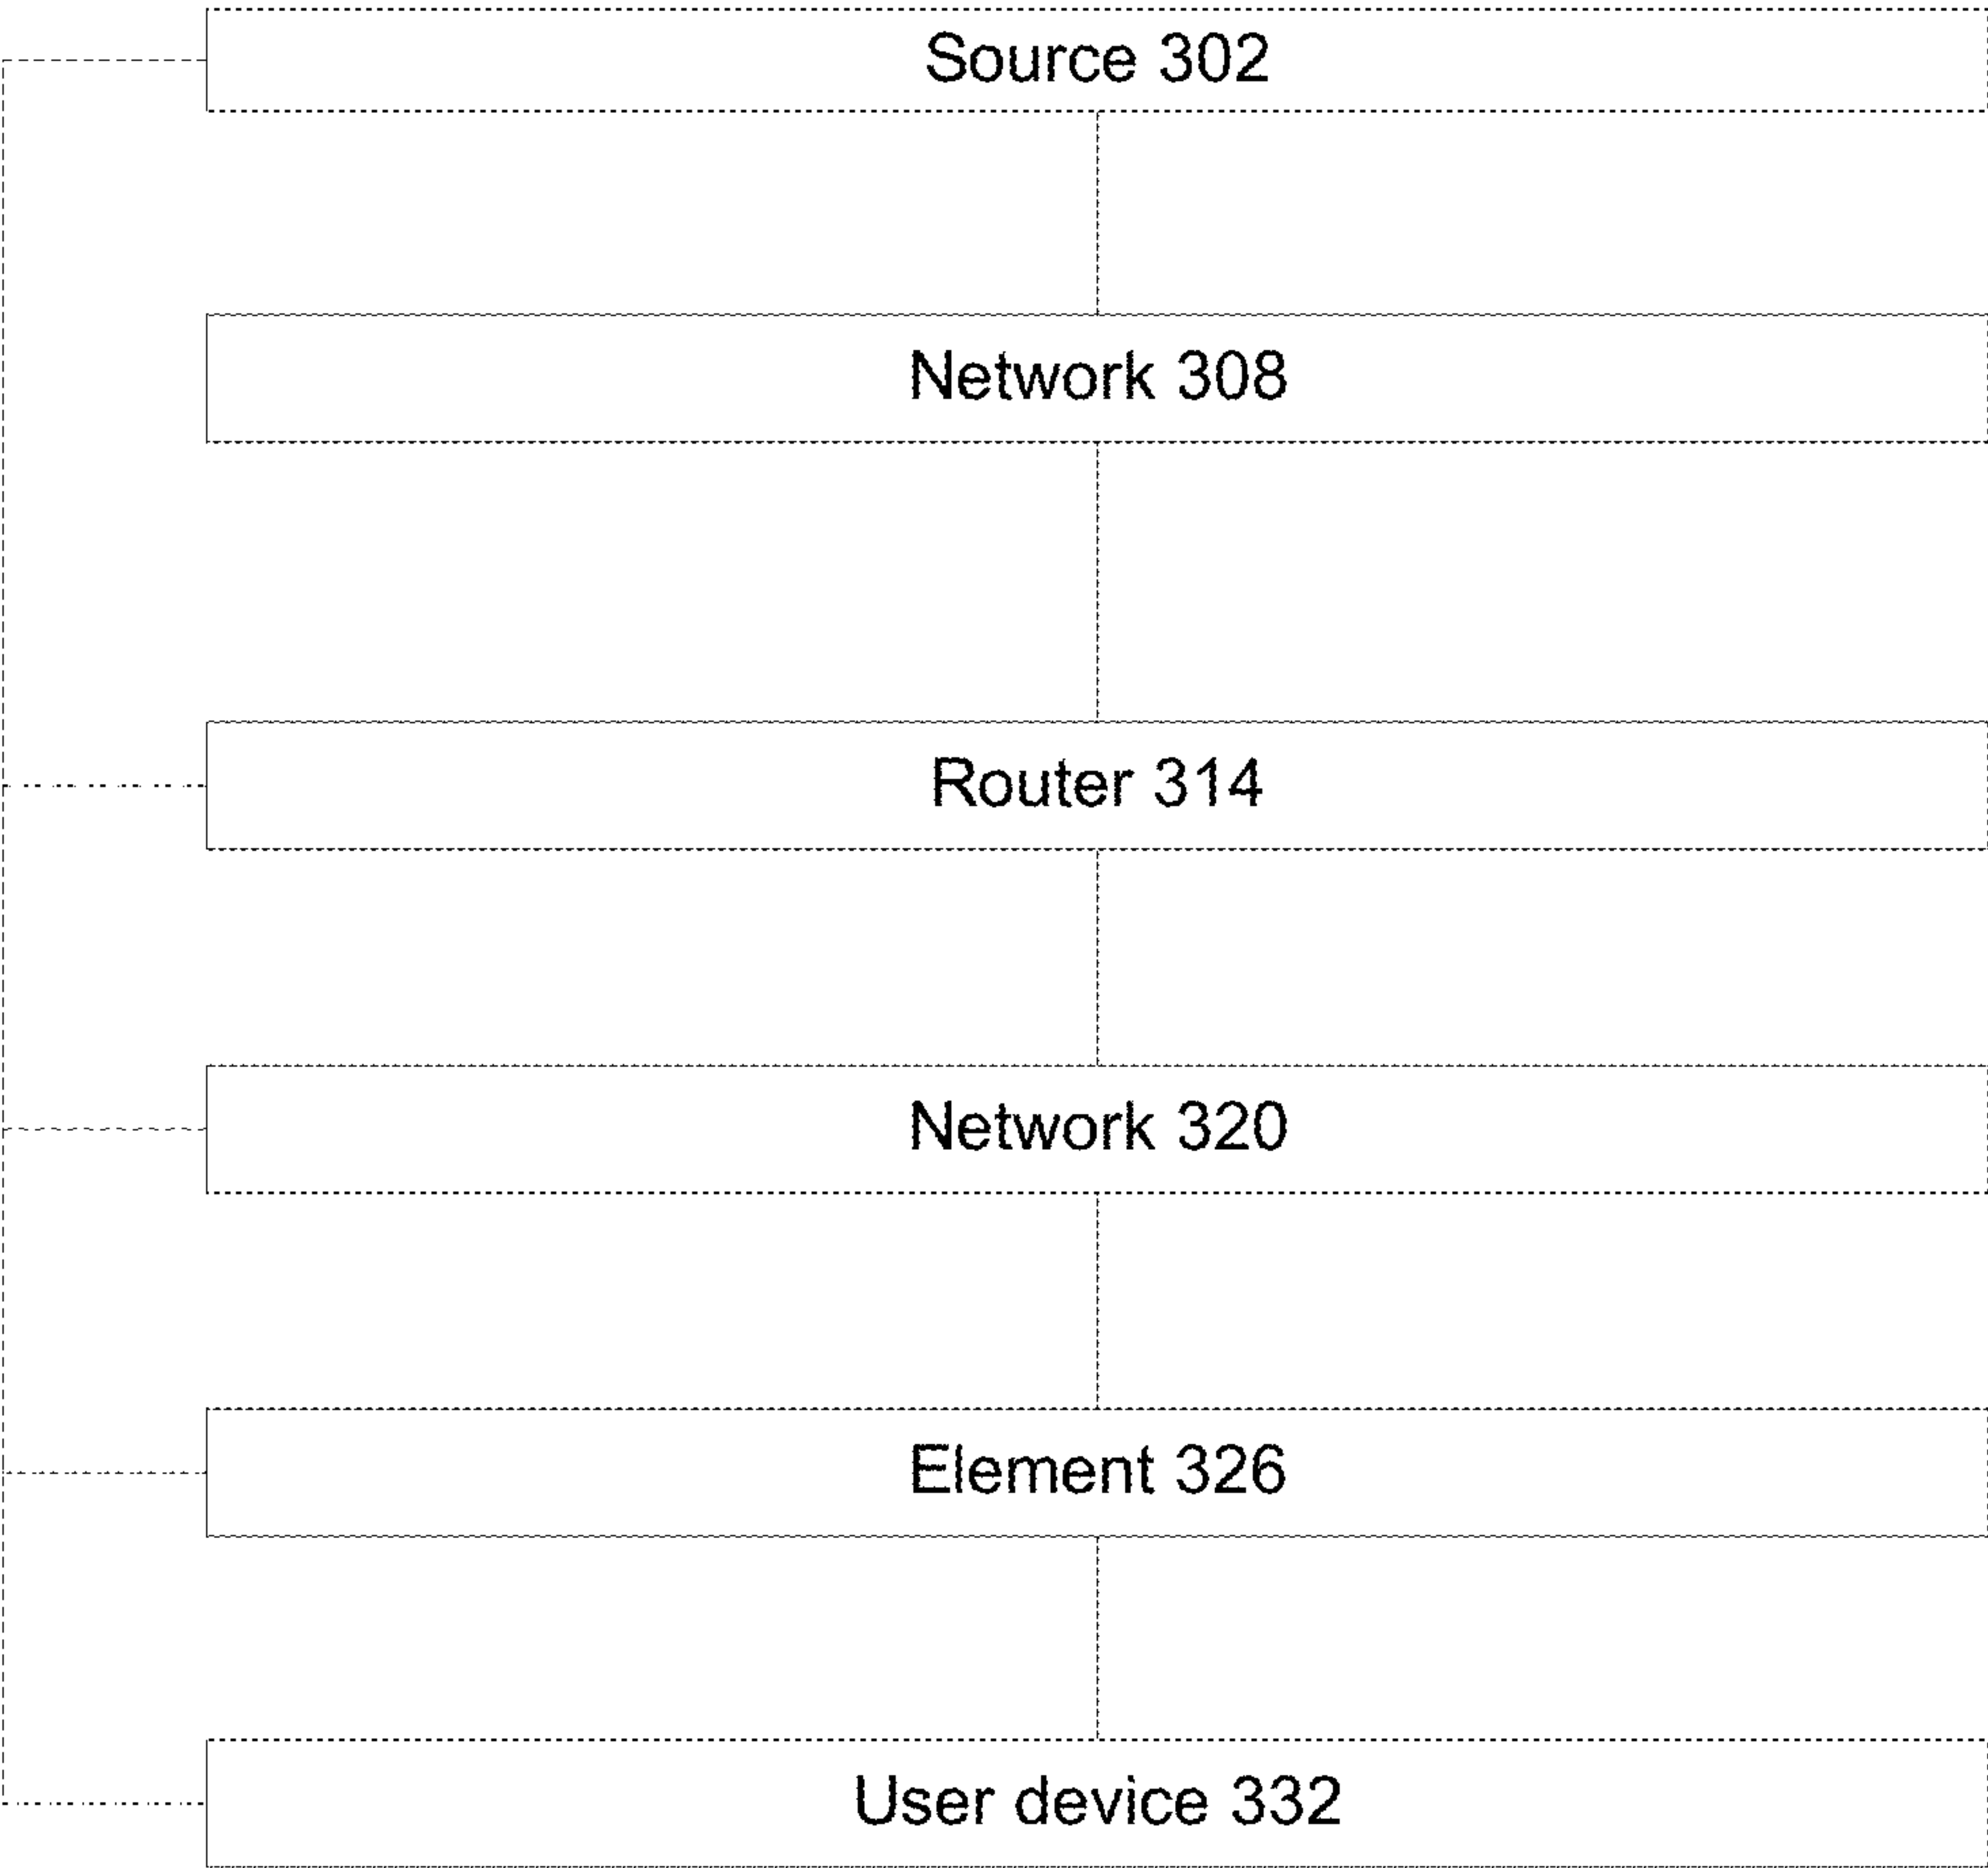 Source 302
Network 308
Router 314
Network 320
Element 326
User device 332